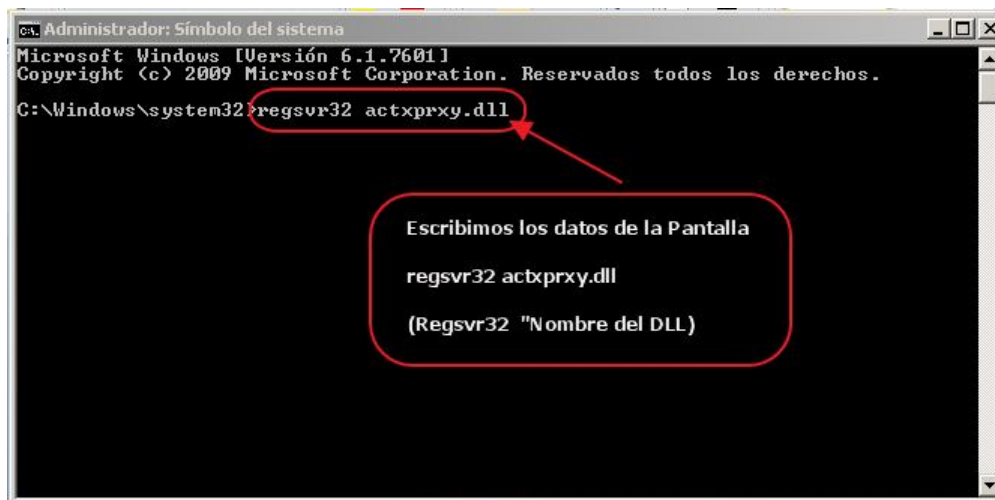 Administrador: Símbolo del sistema
Microsoft Windows [Versión 6.1.7601]
Copyright (c) 2009 Microsoft Corporation. Reservados todos los derechos.
C:\Windows\system32>regsvr32 actxprxy.dll
Escribimos los datos de la Pantalla
regsvr32 actxprxy.dll
(Regsvr32 "Nombre del DLL)